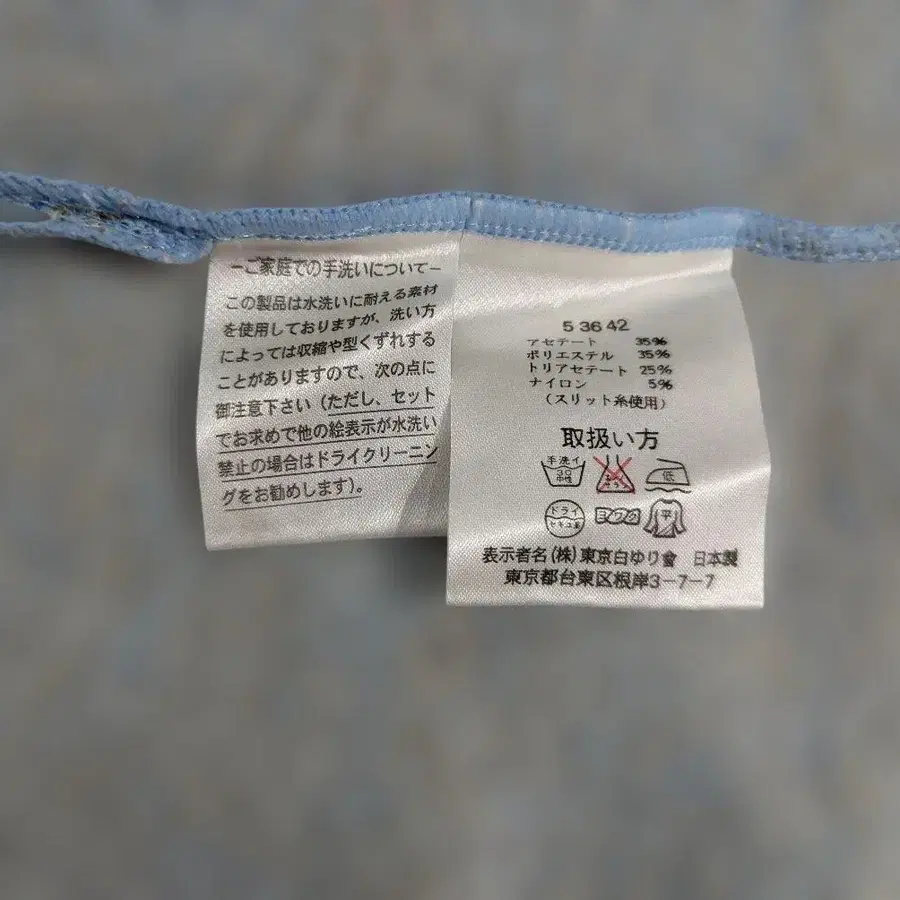 ーご家庭での手洗いについてー
この製品は水洗いに耐える素材
を使用しておりますが、洗い方
によっては収縮や型くずれする
ことがありますので、次の点に
御注意下さい(ただし、セット
でお求めで他の絵表示が水洗い
禁止の場合はドライクリーニン
グをお勧めします)。
53642
アセテート 35%
ポリエステル 35%
トリアセテート 25%
ナイロン 5%
(スリット糸使用)
取扱い方
手洗イ
30
中性
低
ドライ
セキユ系
ヨワク
平
表示者名(株)東京白ゆり會 日本製
東京都台東区根岸3-7-7